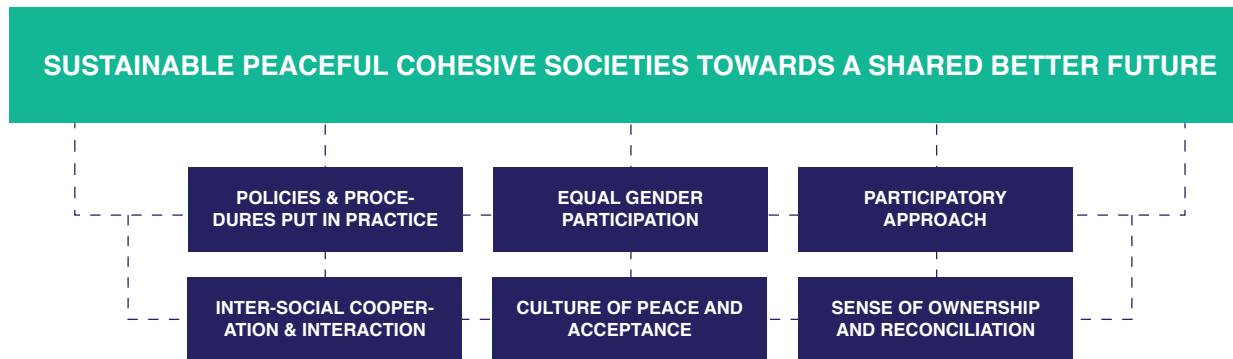 SUSTAINABLE PEACEFUL COHESIVE SOCIETIES TOWARDS A SHARED BETTER FUTURE
POLICIES & PROCE-
DURES PUT IN PRACTICE
EQUAL GENDER
PARTICIPATION
PARTICIPATORY
APPROACH
INTER-SOCIAL COOPER-
ATION & INTERACTION
CULTURE OF PEACE AND
ACCEPTANCE
SENSE OF OWNERSHIP
AND RECONCILIATION